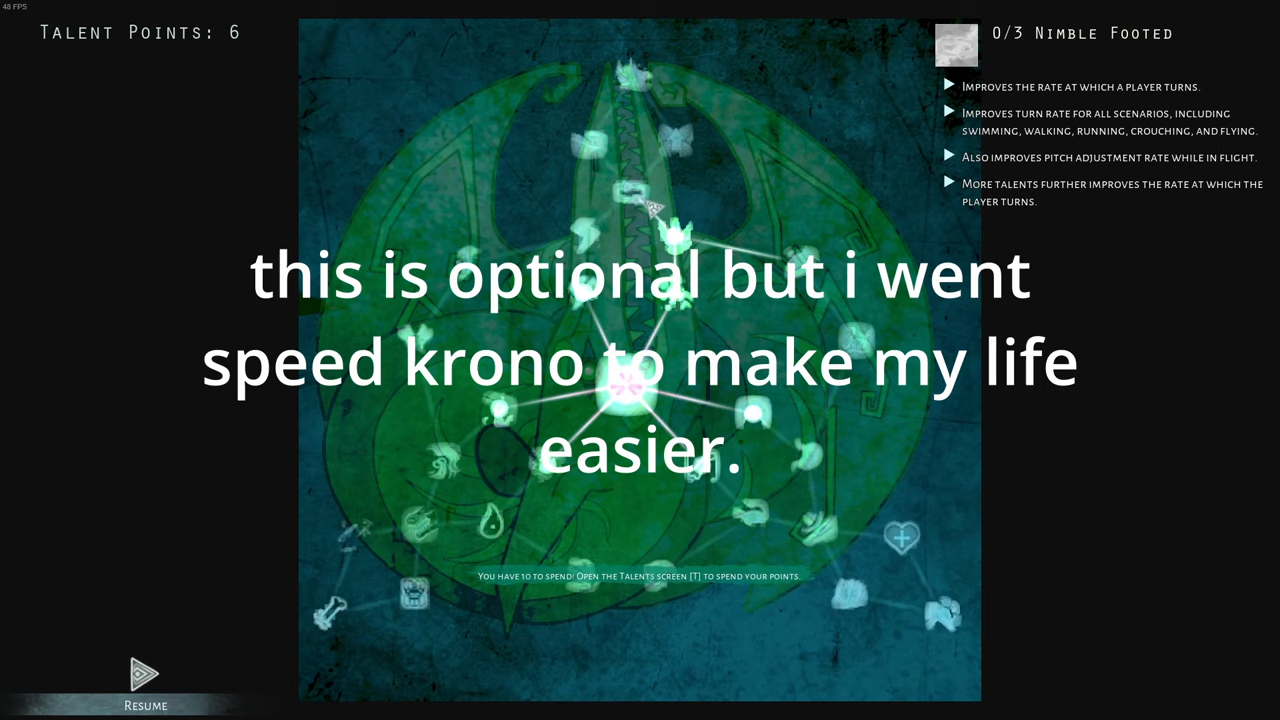 48 FPS
Talent Points: 6
0/3 Nimble Footed
Improves the rate at which a player turns.
Improves turn rate for all scenarios, including
swimming, walking, running, crouching, and flying.
Also improves pitch adjustment rate while in flight.
More talents further improves the rate at which the
player turns.
this is optional but i went
speed krono to make my life
easier.
You have 10 to spend! Open the Talents screen [T] to spend your points.
Resume